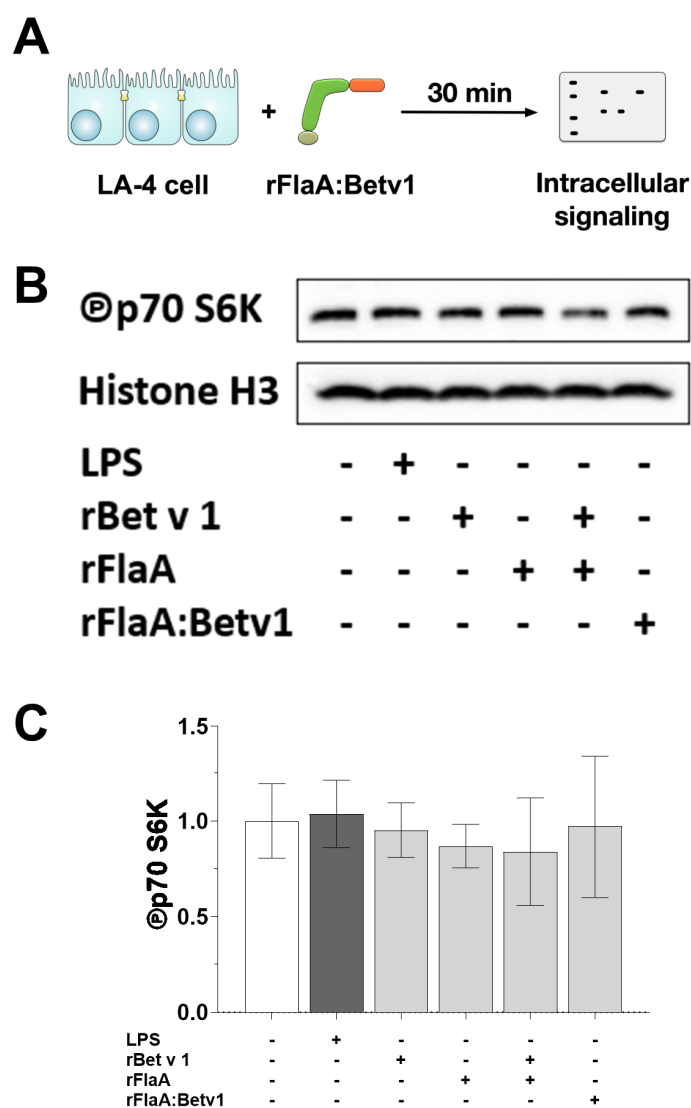 A
+
30 min
LA-4 cell
rFlaA:Betv1
Intracellular
signaling
B
Ⓟp70 S6K
Histone H3
LPS - + - - - -
rBet v 1 - - + - + -
rFlaA - - - + + -
rFlaA:Betv1 - - - - - +
C
Ⓟp70 S6K
1.5
1.0
0.5
0.0
LPS - + - - - -
rBet v 1 - - + - + -
rFlaA - - - + + -
rFlaA:Betv1 - - - - - +